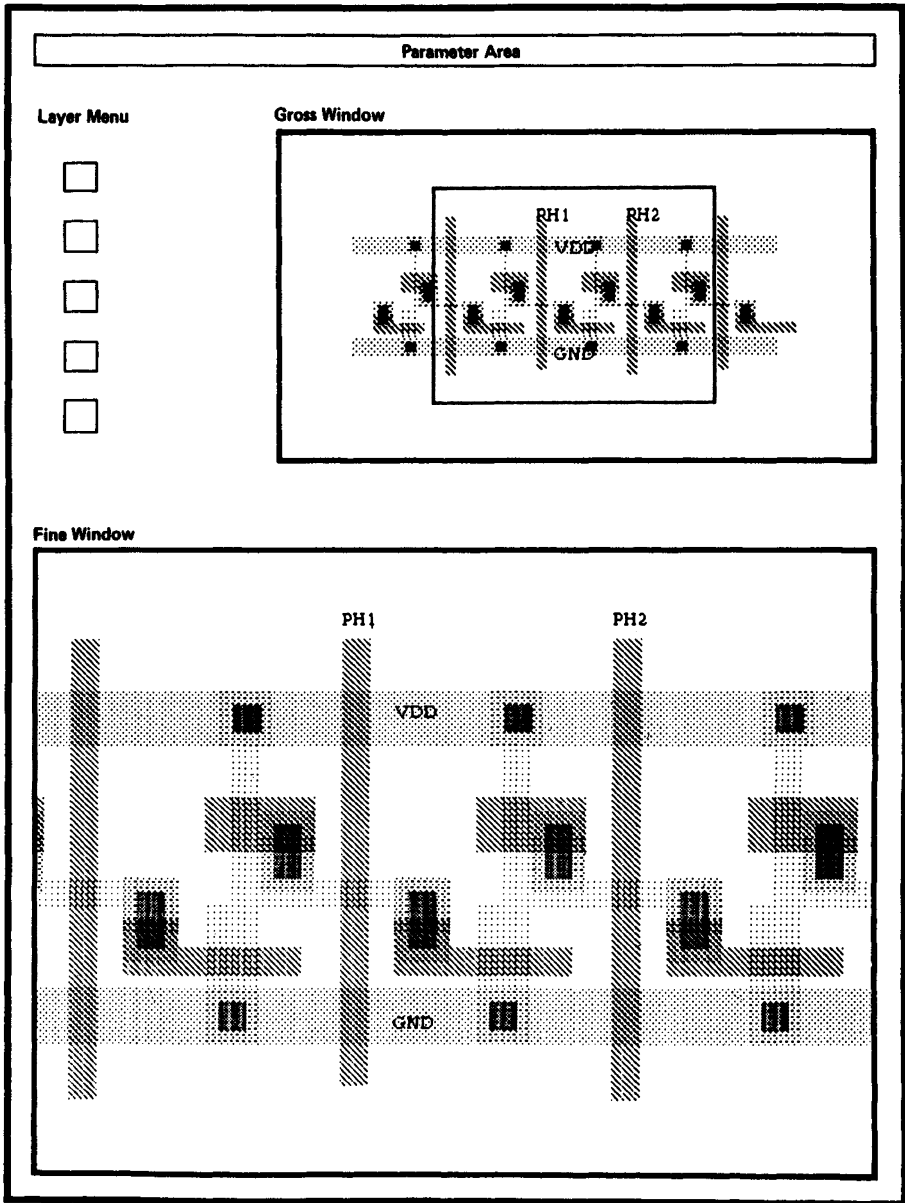 Parameter Area
Layer Menu
Gross Window
PH1
PH2
VDD
GND
Fine Window
PH1
PH2
VDD
GND